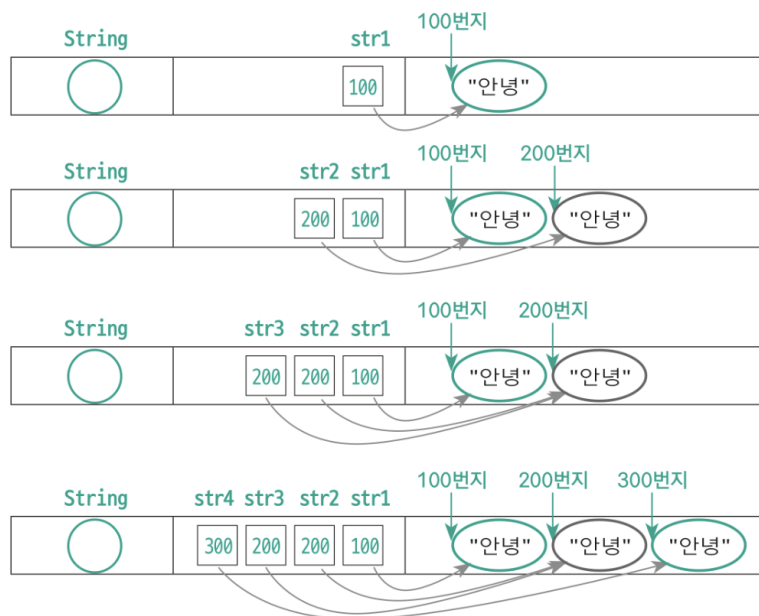 100번지
String str1
100 "안녕"
100번지 200번지
String str2 str1
200 100 "안녕" "안녕"
100번지 200번지
String str3 str2 str1
200 200 100 "안녕" "안녕"
100번지 200번지 300번지
String str4 str3 str2 str1
300 200 200 100 "안녕" "안녕" "안녕"